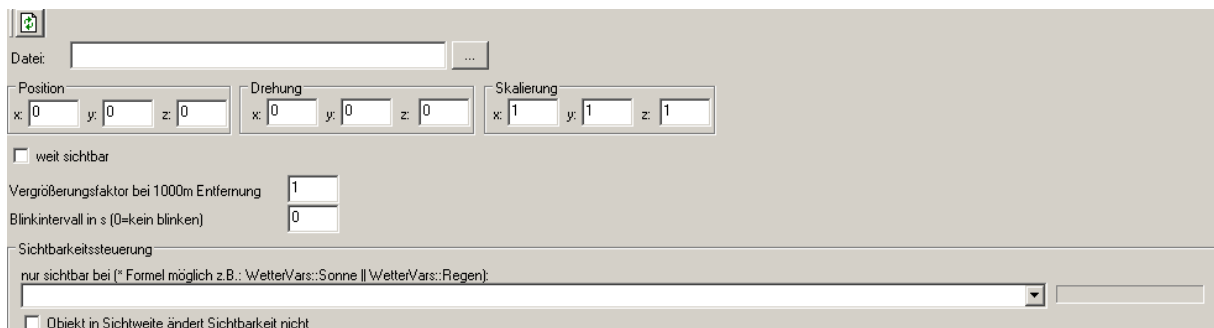 Datei: ...
Position Drehung Skalierung
x: 0 y: 0 z: 0 x: 0 y: 0 z: 0 x: 1 y: 1 z: 1
weit sichtbar
Vergrößerungsfaktor bei 1000m Entfernung 1
Blinkintervall in s (0=kein blinken) 0
Sichtbarkeitssteuerung
nur sichtbar bei (* Formel möglich z.B.: WetterVars::Sonne || WetterVars::Regen):
Objekt in Sichtweite ändert Sichtbarkeit nicht